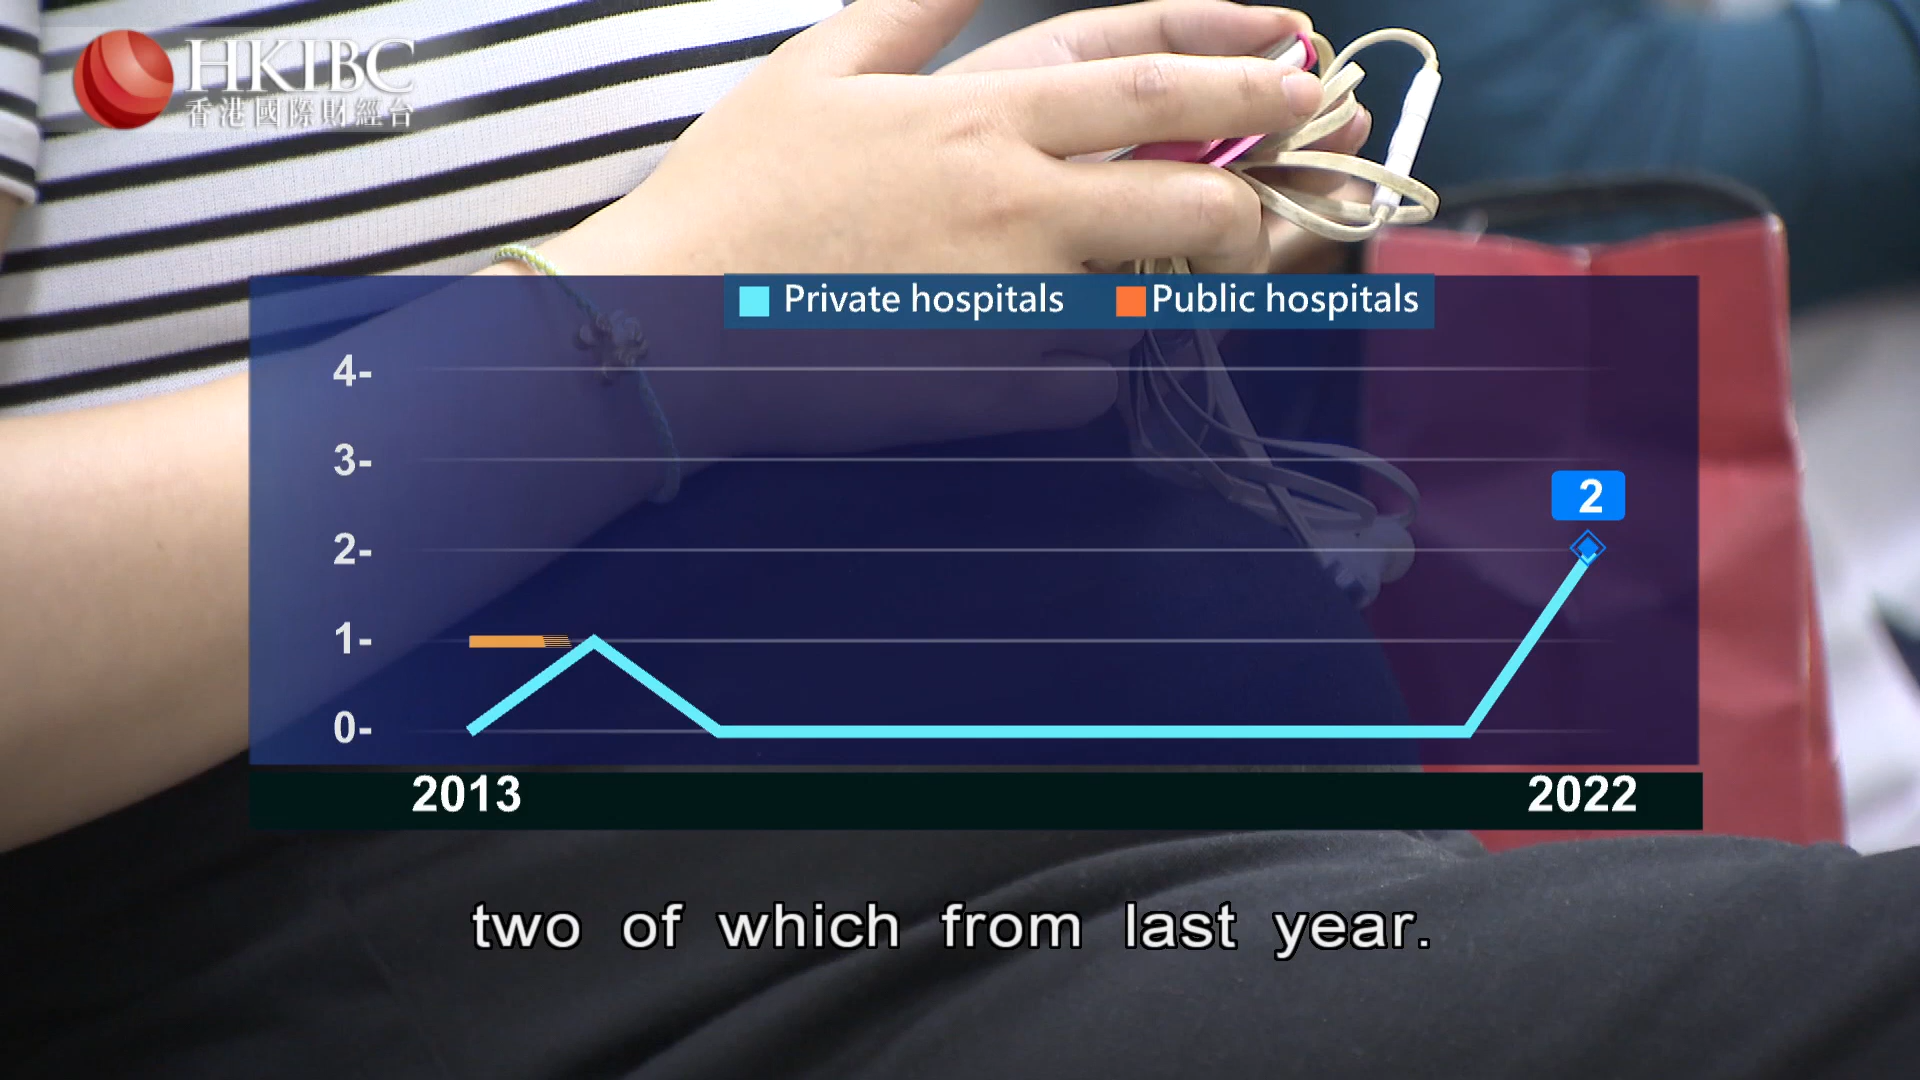 HKIBC
香港國際財經台
Private hospitals Public hospitals
4-
3-
2
2-
1-
0-
2013 2022
two of which from last year.